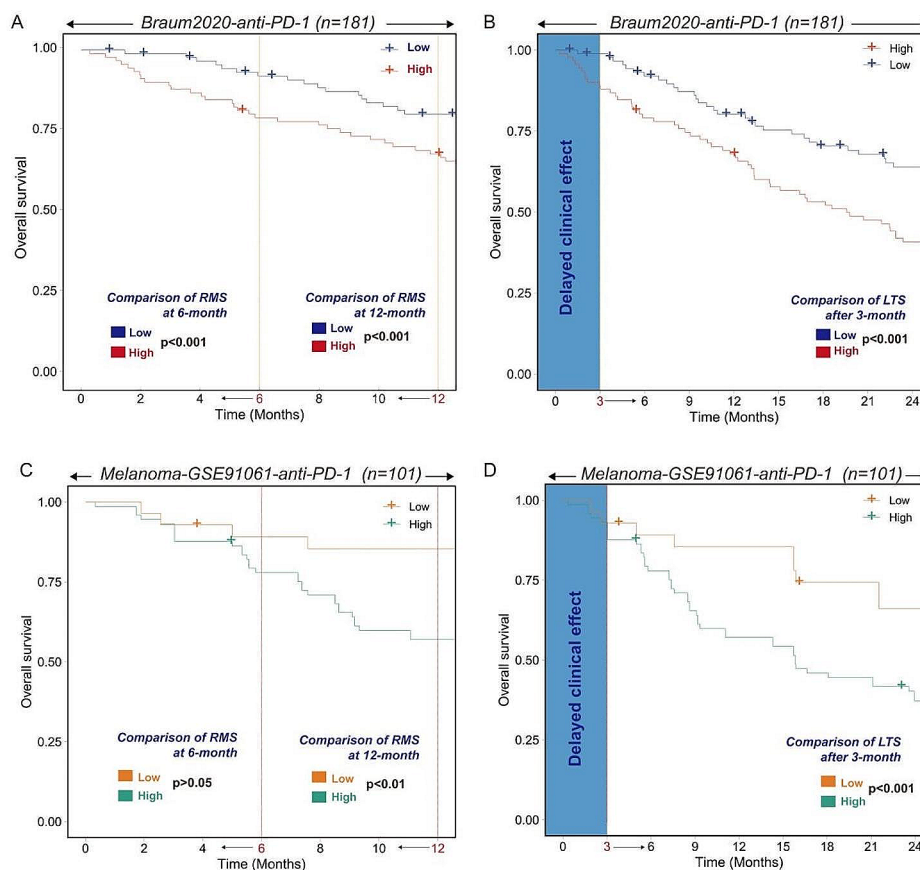 A
Braum2020-anti-PD-1 (n=181)
Overall survival
1.00
0.75
0.50
0.25
0.00
Low
High
Comparison of RMS
at 6-month
Low
High
p<0.001
Comparison of RMS
at 12-month
Low
High
p<0.001
0 2 4 6 8 10 12
Time (Months)
B
Braum2020-anti-PD-1 (n=181)
Overall survival
1.00
0.75
0.50
0.25
0.00
Delayed clinical effect
High
Low
Comparison of LTS
after 3-month
Low
High
p<0.001
0 3 6 9 12 15 18 21 24
Time (Months)
C
Melanoma-GSE91061-anti-PD-1 (n=101)
Overall survival
1.00
0.75
0.50
0.25
0.00
Low
High
Comparison of RMS
at 6-month
Low
High
p>0.05
Comparison of RMS
at 12-month
Low
High
p<0.01
0 2 4 6 8 10 12
Time (Months)
D
Melanoma-GSE91061-anti-PD-1 (n=101)
Overall survival
1.00
0.75
0.50
0.25
0.00
Delayed clinical effect
Low
High
Comparison of LTS
after 3-month
Low
High
p<0.001
0 3 6 9 12 15 18 21 24
Time (Months)